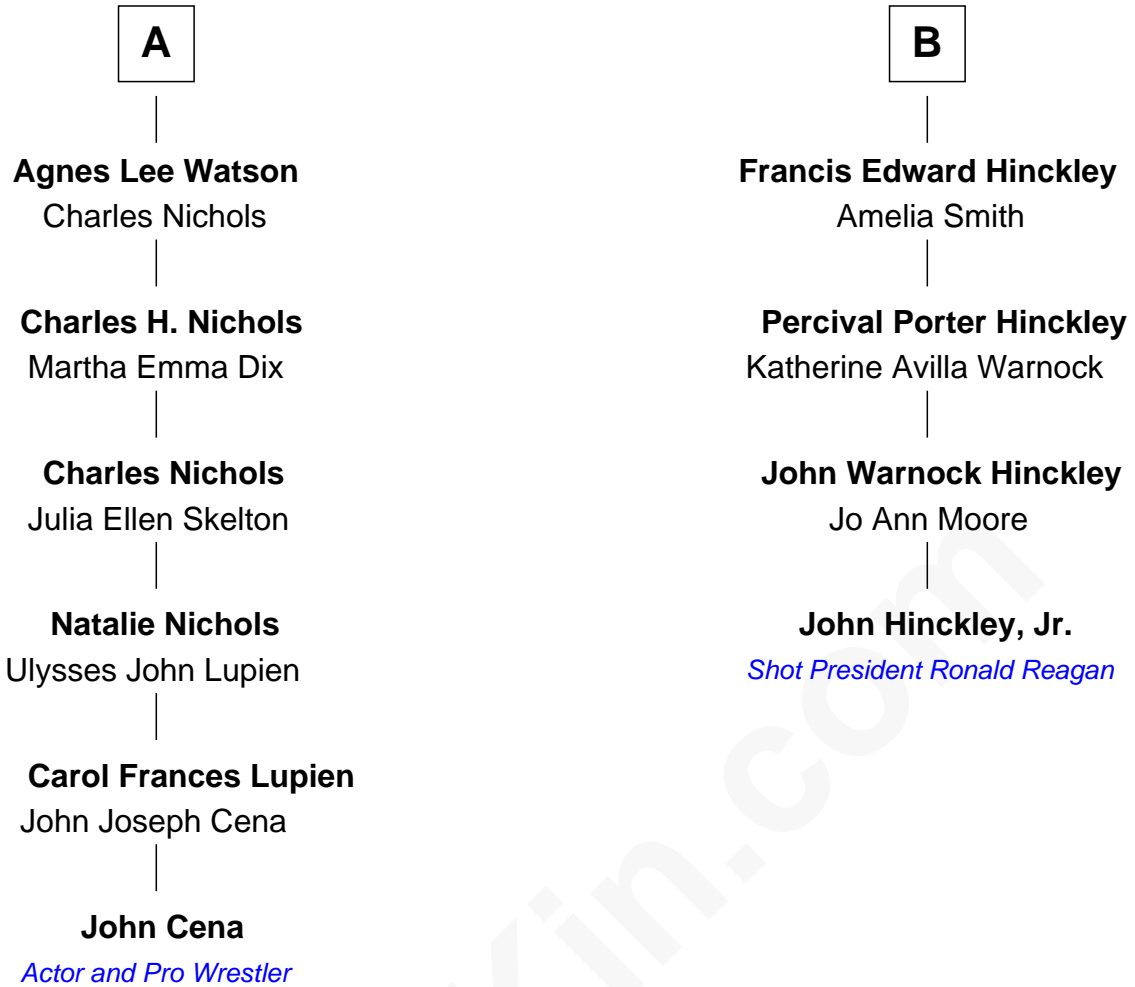 A
Agnes Lee Watson
Charles Nichols
Charles H. Nichols
Martha Emma Dix
Charles Nichols
Julia Ellen Skelton
Natalie Nichols
Ulysses John Lupien
Carol Frances Lupien
John Joseph Cena
John Cena
Actor and Pro Wrestler
B
Francis Edward Hinckley
Amelia Smith
Percival Porter Hinckley
Katherine Avilla Warnock
John Warnock Hinckley
Jo Ann Moore
John Hinckley, Jr.
Shot President Ronald Reagan
Kin.com